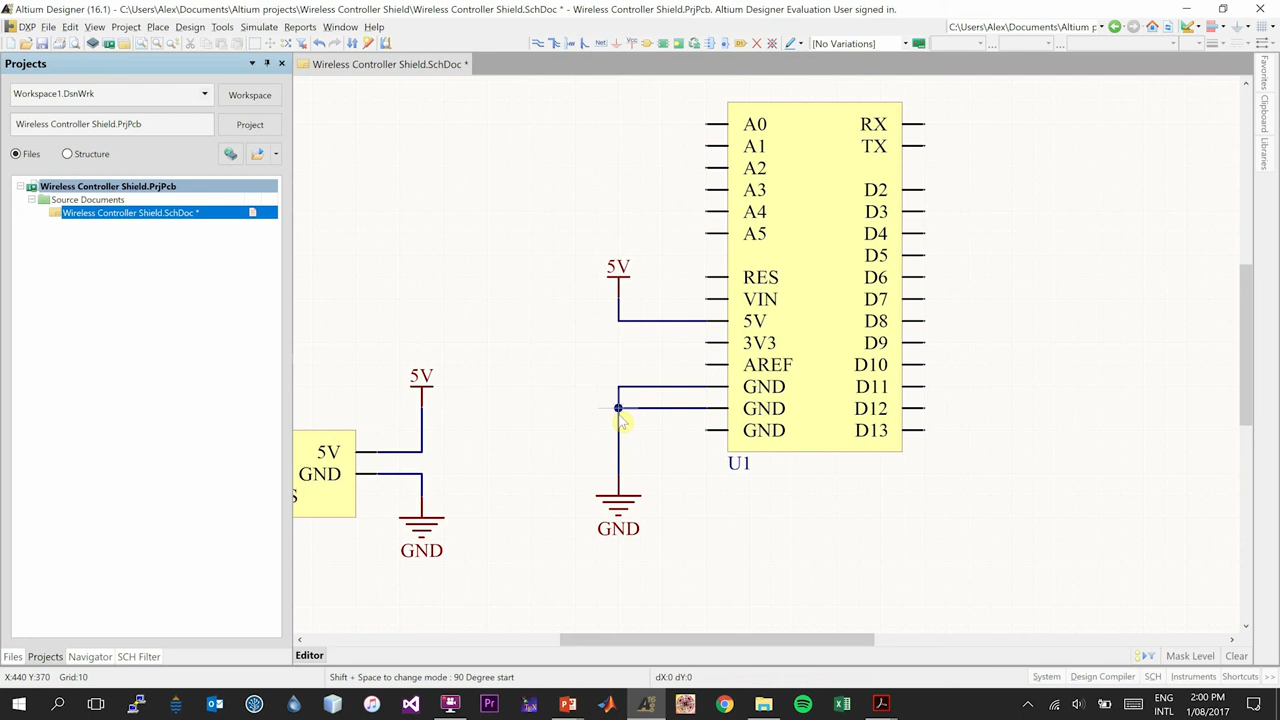 Altium Designer (16.1) - C:\Users\Alex\Documents\Altium projects\Wireless Controller Shield\Wireless Controller Shield.SchDoc * - Wireless Controller Shield.PrjPcb. Altium Designer Evaluation User signed in.
DXP File Edit View Project Place Design Tools Simulate Reports Window Help
C:\Users\Alex\Documents\Altium p
[No Variations]
Projects
Wireless Controller Shield.SchDoc *
Workspace1.DsnWrk
Workspace
Wireless Controller Shield.PrjPcb
Project
Files
Structure
Wireless Controller Shield.PrjPcb
Source Documents
Wireless Controller Shield.SchDoc *
Favorites
Clipboard
Libraries
A0 RX
A1 TX
A2
A3 D2
A4 D3
A5 D4
D5
RES D6
VIN D7
5V D8
3V3 D9
AREF D10
GND D11
GND D12
GND D13
U1
5V
GND
5V
GND
5V
GND
S
Editor
Mask Level
Clear
Files
Projects
Navigator
SCH Filter
X:440 Y:370 Grid:10
Shift + Space to change mode : 90 Degree start
dX:0 dY:0
System
Design Compiler
SCH
Instruments
Shortcuts
>>
ENG
INTL
2:00 PM
1/08/2017